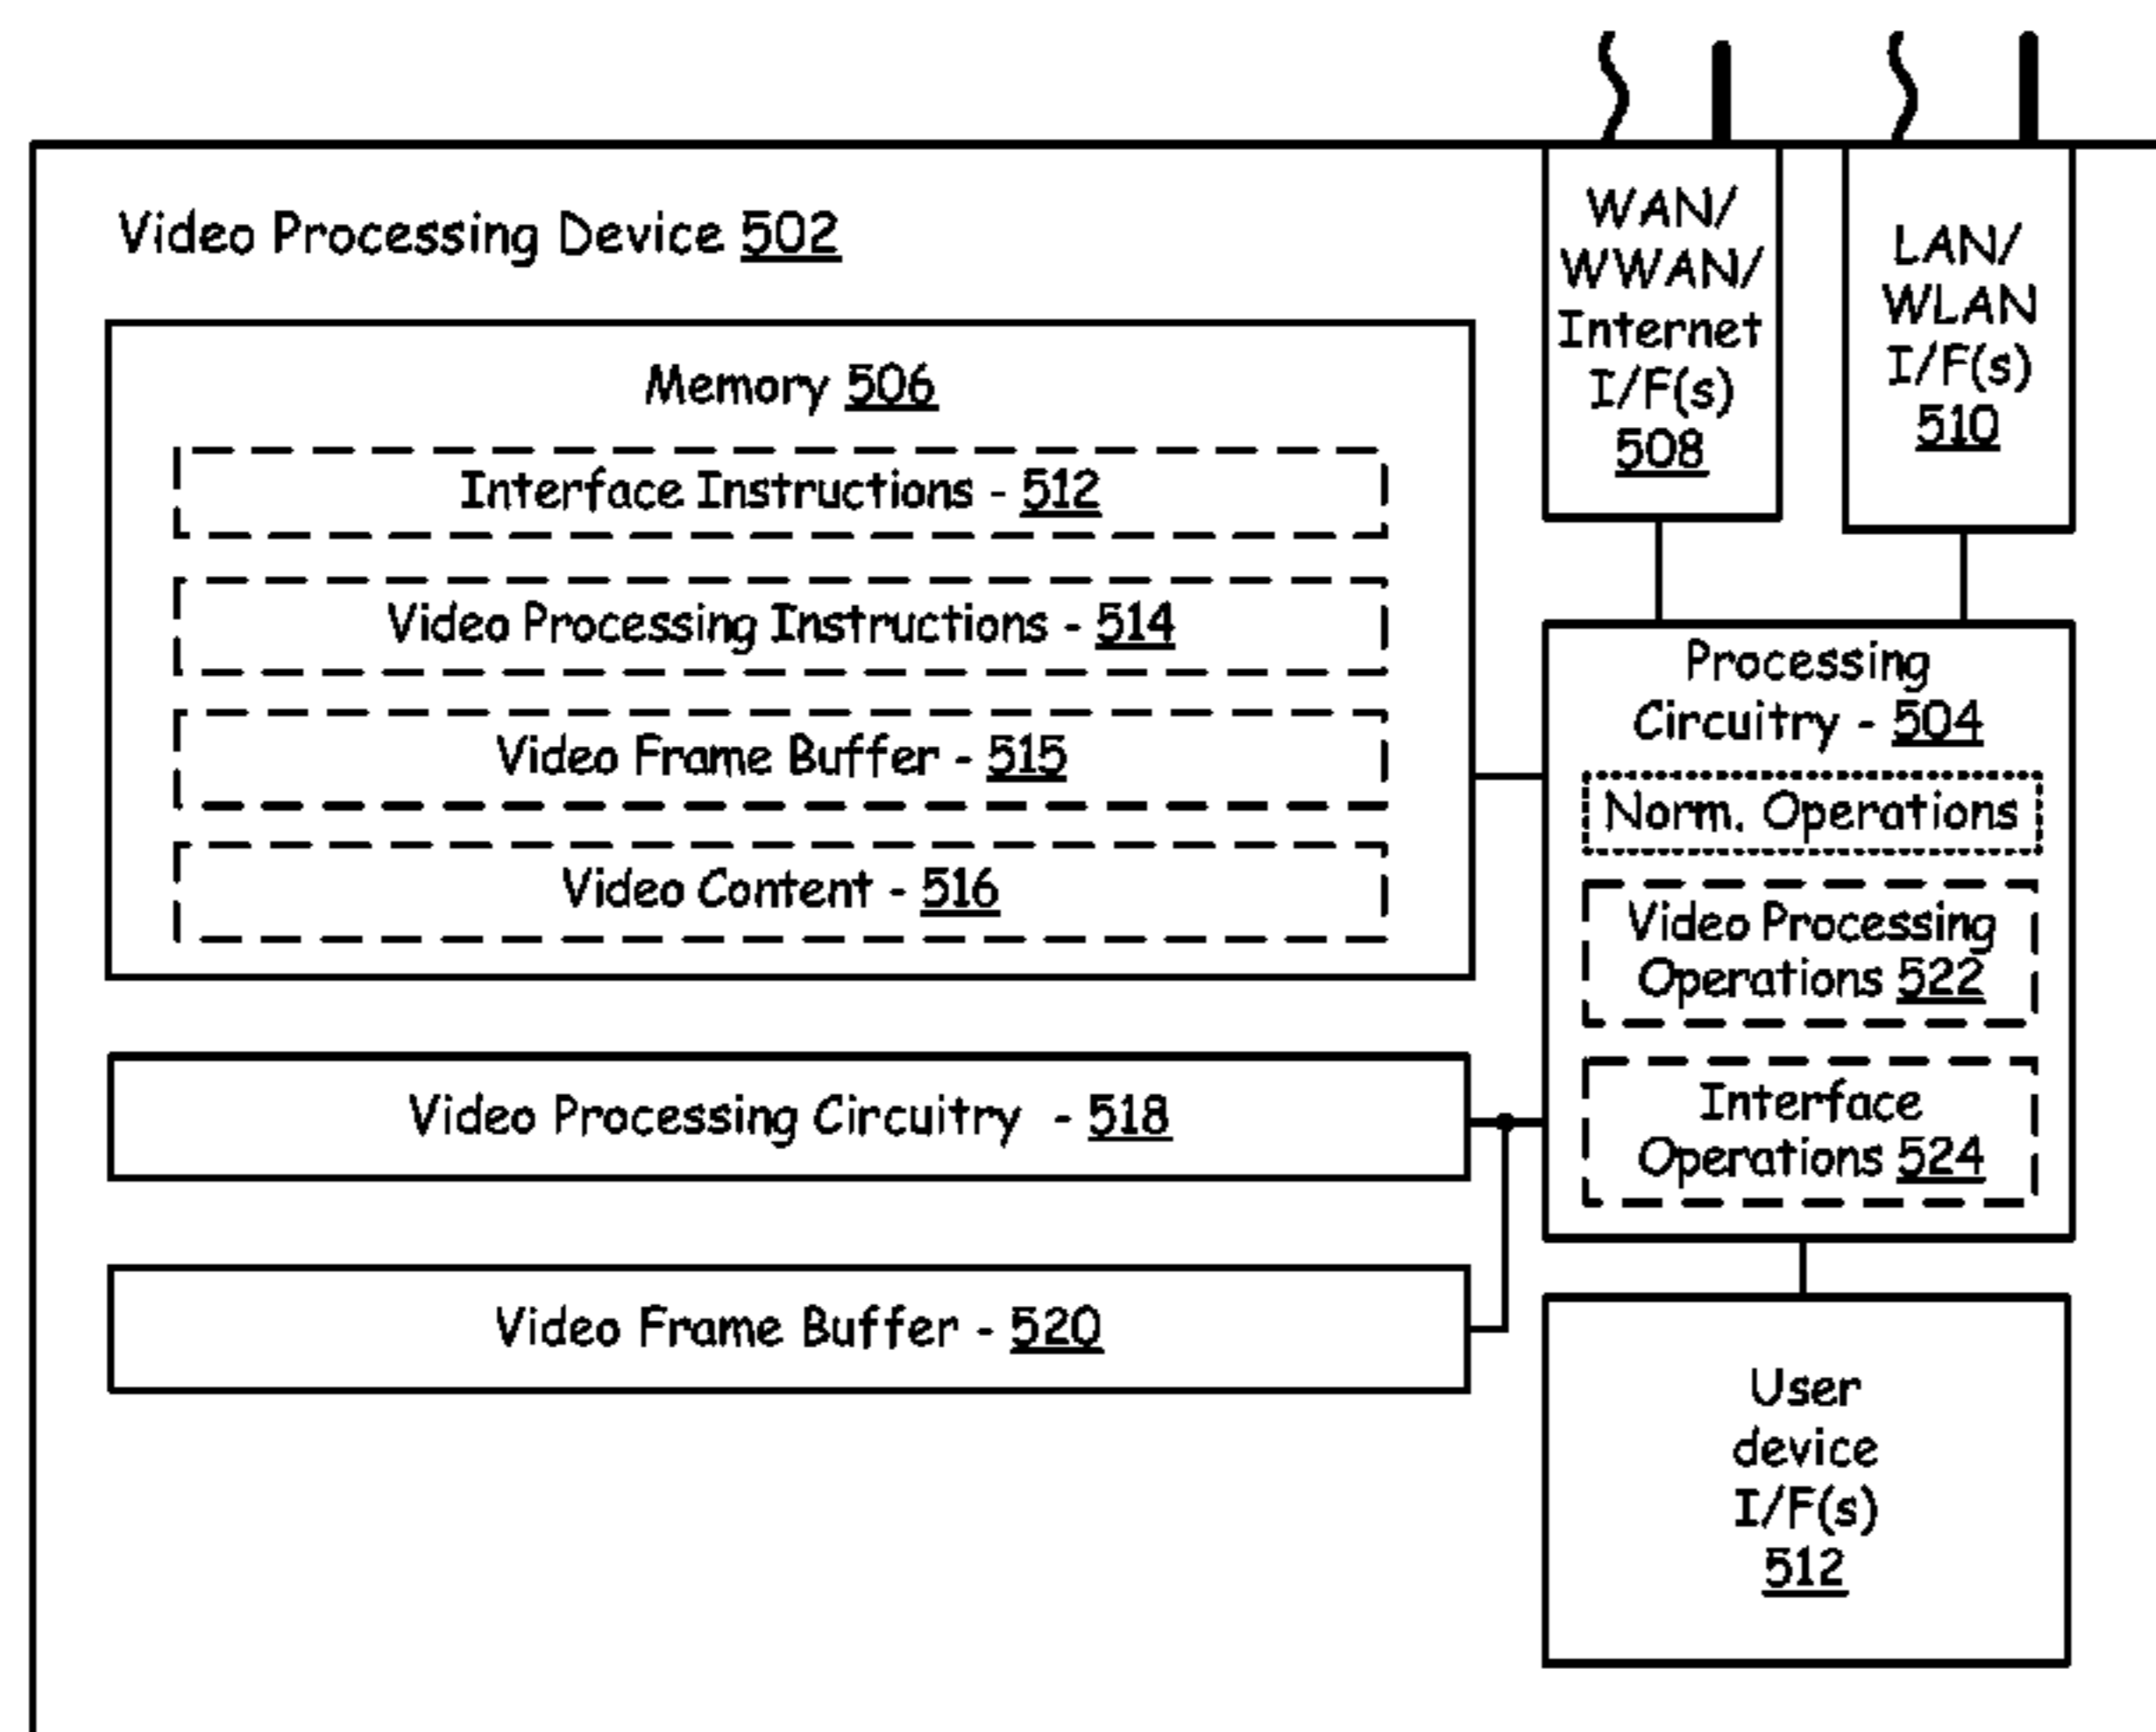 Video Processing Device 502
WAN/
WWAN/
Internet
I/F(s)
508
LAN/
WLAN
I/F(s)
510
Memory 506
Interface Instructions - 512
Video Processing Instructions - 514
Video Frame Buffer - 515
Video Content - 516
Processing
Circuitry - 504
Norm. Operations
Video Processing
Operations 522
Interface
Operations 524
Video Processing Circuitry - 518
Video Frame Buffer - 520
User
device
I/F(s)
512